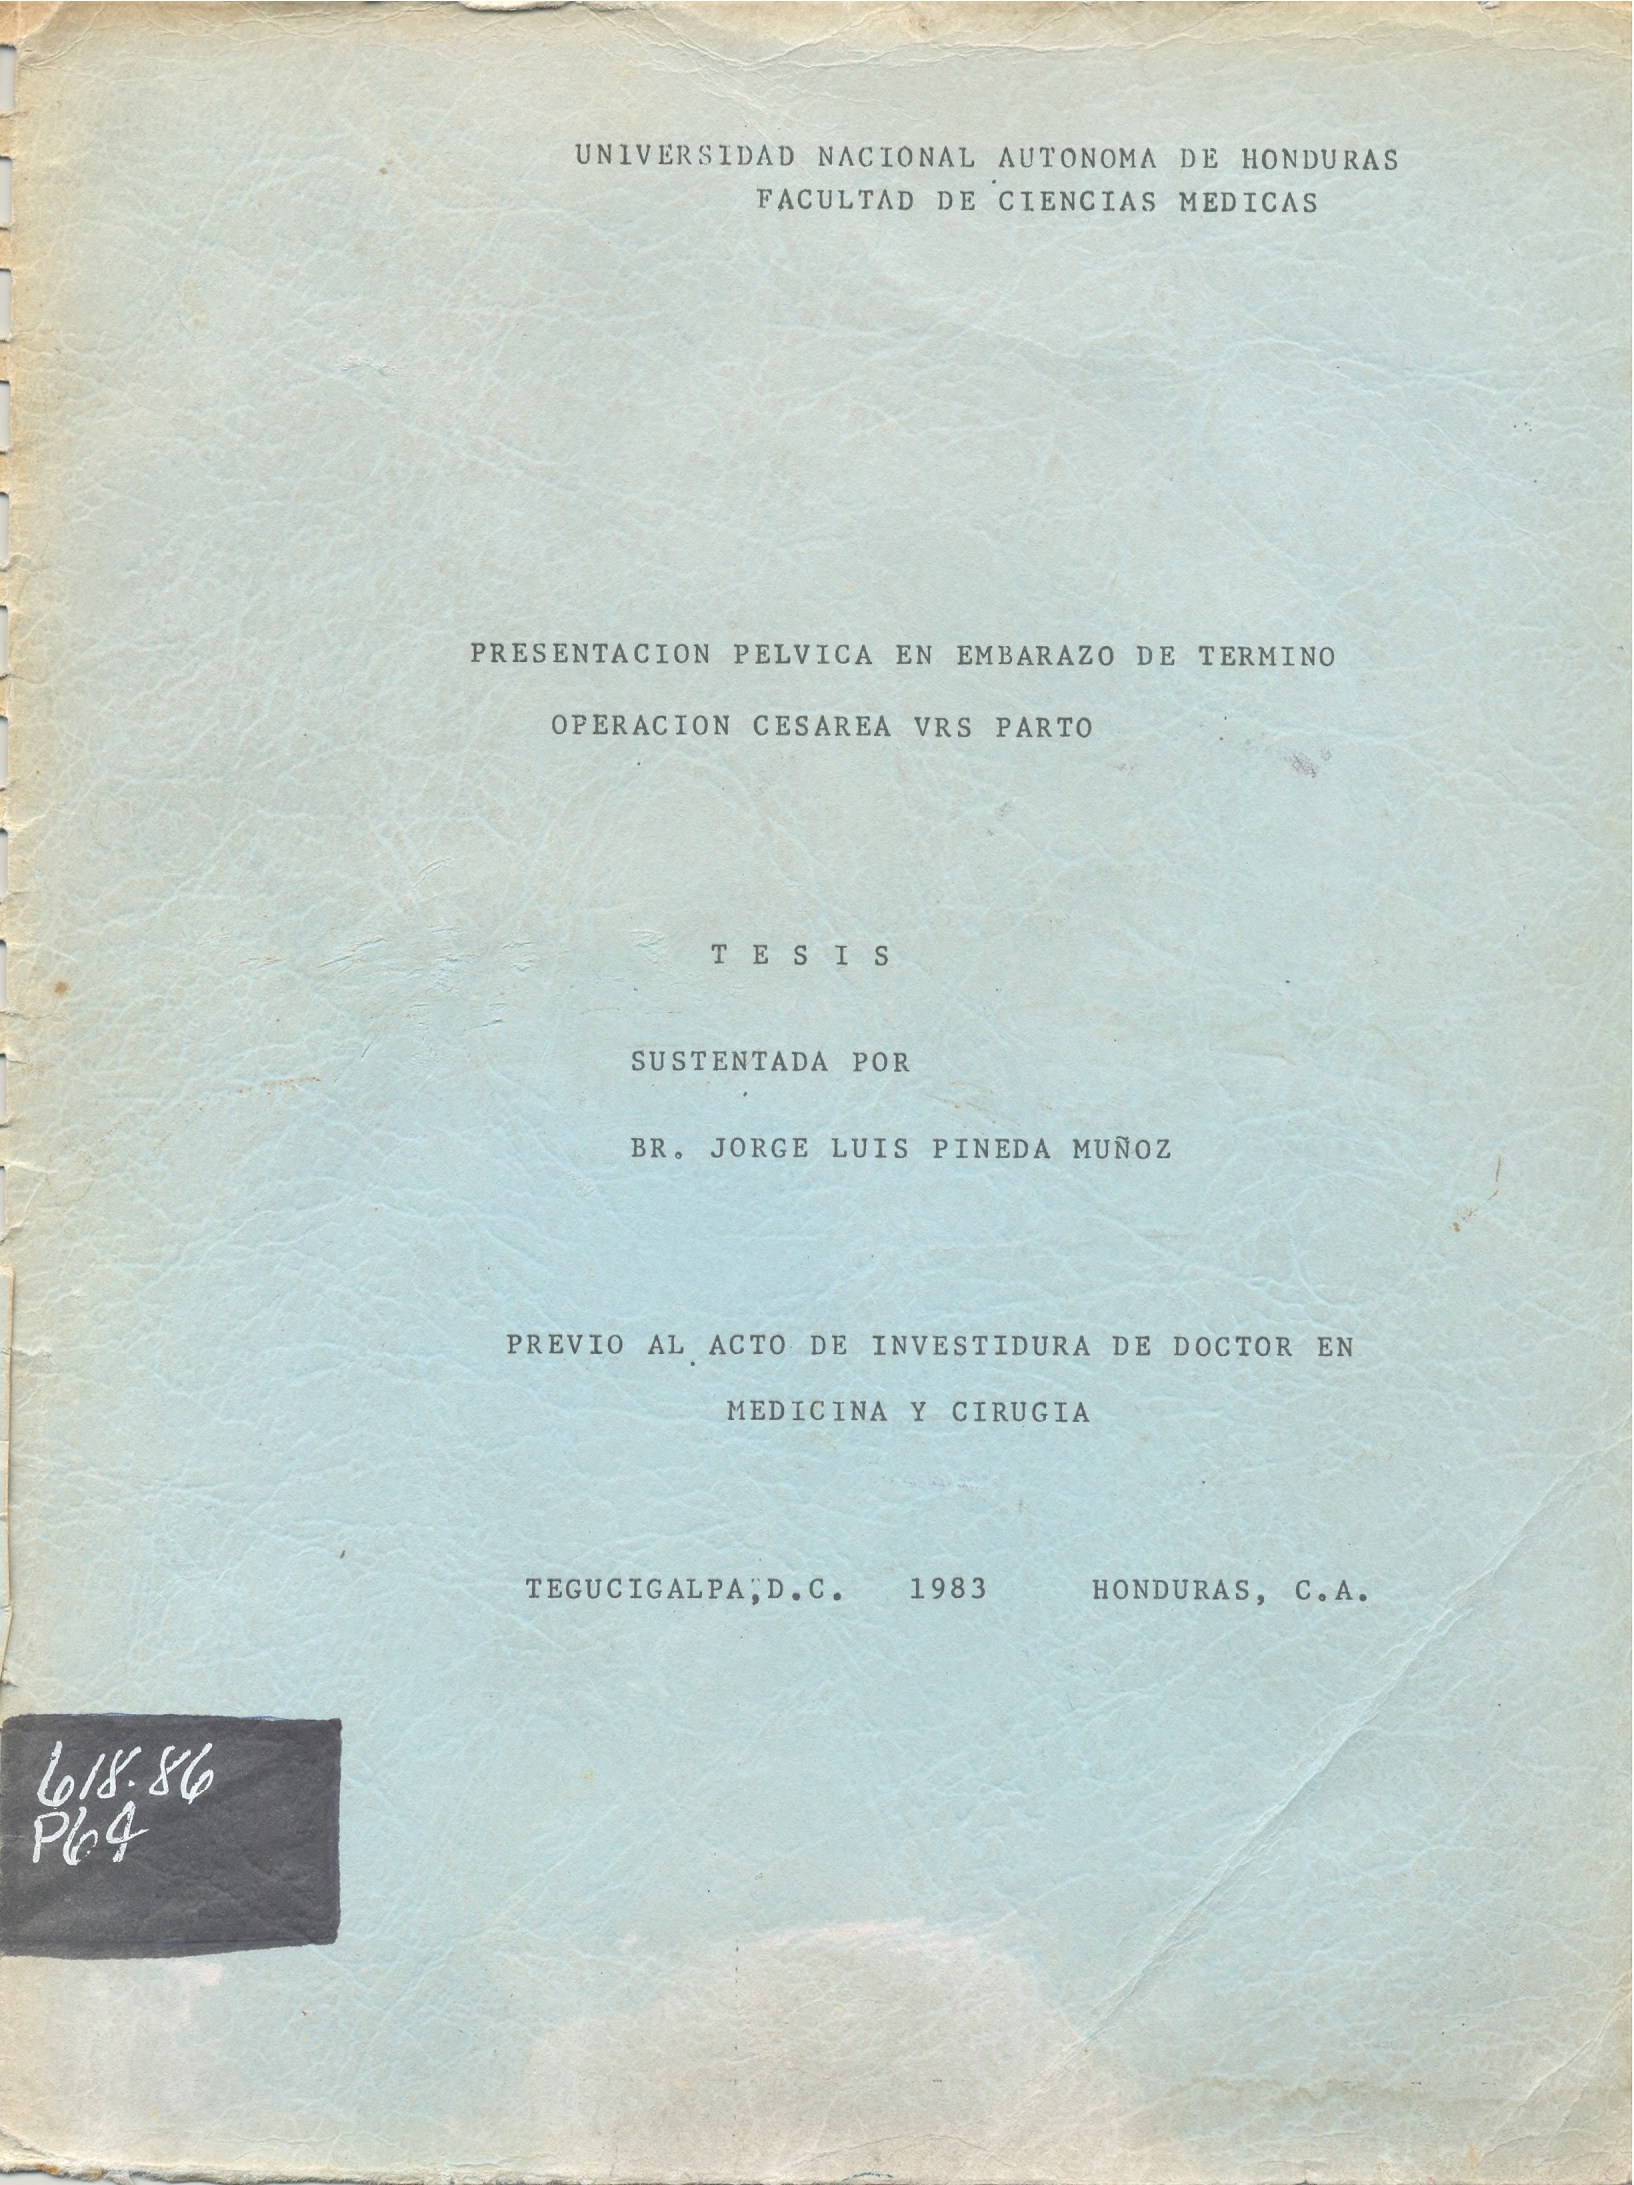 UNIVERSIDAD NACIONAL AUTONOMA DE HONDURAS
FACULTAD DE CIENCIAS MEDICAS
PRESENTACION PELVICA EN EMBARAZO DE TERMINO
OPERACION CESAREA VRS PARTO
T E S I S
SUSTENTADA POR
BR. JORGE LUIS PINEDA MUÑOZ
PREVIO AL ACTO DE INVESTIDURA DE DOCTOR EN
MEDICINA Y CIRUGIA
TEGUCIGALPA, D.C. 1983 HONDURAS, C.A.
618.86
P64